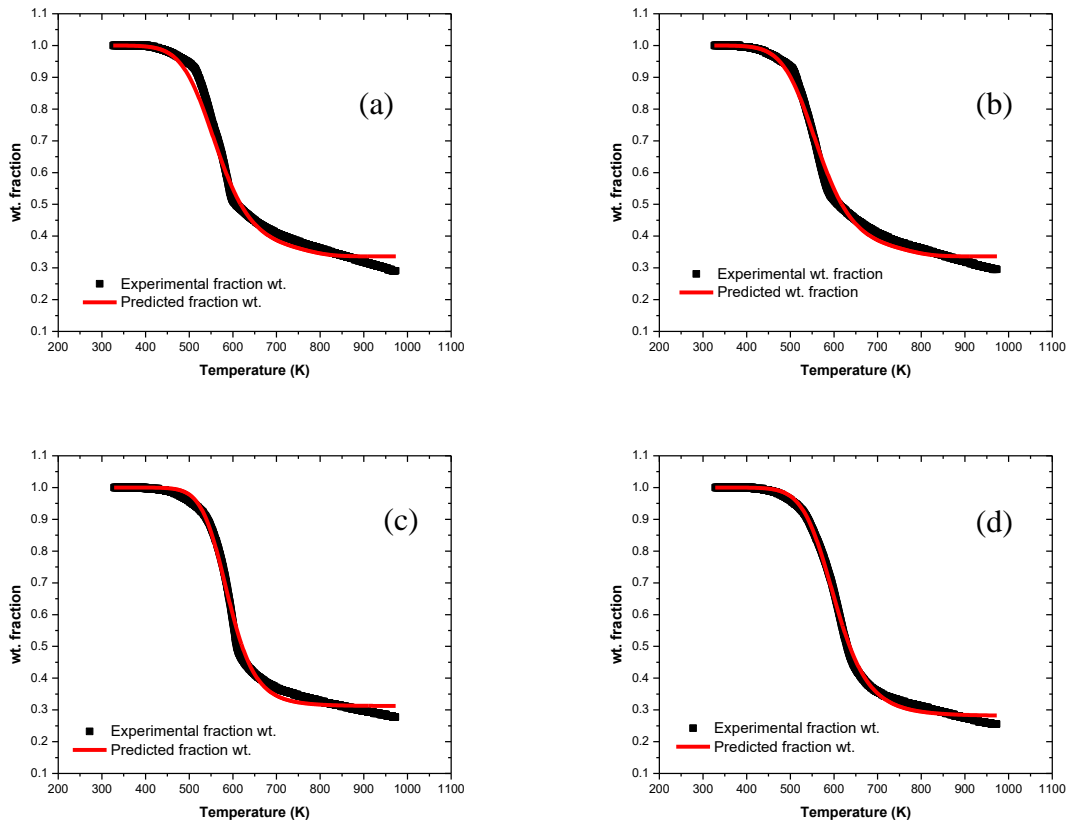 1.1
1.0
0.9
0.8
0.7
0.6
0.5
0.4
0.3
0.2
0.1
wt. fraction
(a)
Experimental fraction wt.
Predicted fraction wt.
200 300 400 500 600 700 800 900 1000 1100
Temperature (K)
1.1
1.0
0.9
0.8
0.7
0.6
0.5
0.4
0.3
0.2
0.1
wt. fraction
(b)
Experimental wt. fraction
Predicted wt. fraction
200 300 400 500 600 700 800 900 1000 1100
Temperature (K)
1.1
1.0
0.9
0.8
0.7
0.6
0.5
0.4
0.3
0.2
0.1
wt. fraction
(c)
Experimental fraction wt.
Predicted fraction wt.
200 300 400 500 600 700 800 900 1000 1100
Temperature (K)
1.1
1.0
0.9
0.8
0.7
0.6
0.5
0.4
0.3
0.2
0.1
wt. fraction
(d)
Experimental fraction wt.
Predicted fraction wt.
200 300 400 500 600 700 800 900 1000 1100
Temperature (K)